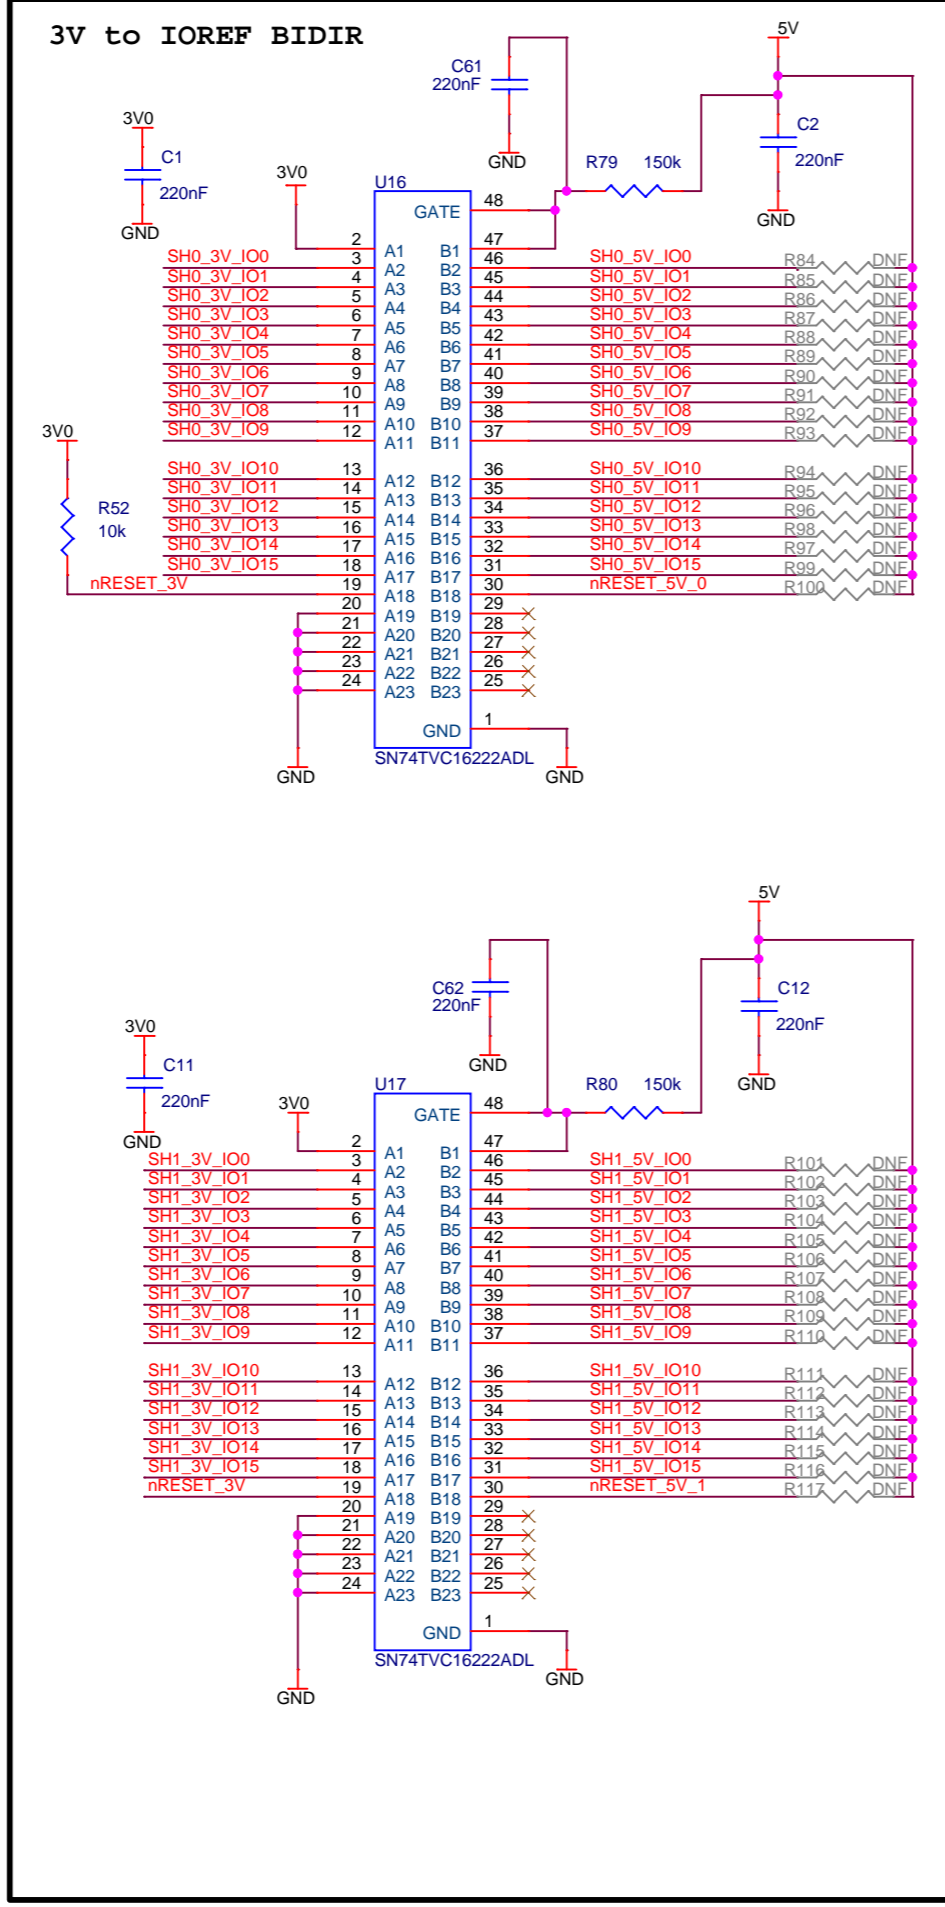 3V to IOREF BIDIR
5V
C61
220nF
GND
C2
220nF
GND
3V0
C1
220nF
GND
3V0
R79 150k
U16
GATE 48
2 A1 B1 47
SH0_3V_IO0 3 A2 B2 46 SH0_5V_IO0 R84 DNF
SH0_3V_IO1 4 A3 B3 45 SH0_5V_IO1 R85 DNF
SH0_3V_IO2 5 A4 B4 44 SH0_5V_IO2 R86 DNF
SH0_3V_IO3 6 A5 B5 43 SH0_5V_IO3 R87 DNF
SH0_3V_IO4 7 A6 B6 42 SH0_5V_IO4 R88 DNF
SH0_3V_IO5 8 A7 B7 41 SH0_5V_IO5 R89 DNF
SH0_3V_IO6 9 A8 B8 40 SH0_5V_IO6 R90 DNF
SH0_3V_IO7 10 A9 B9 39 SH0_5V_IO7 R91 DNF
SH0_3V_IO8 11 A10 B10 38 SH0_5V_IO8 R92 DNF
SH0_3V_IO9 12 A11 B11 37 SH0_5V_IO9 R93 DNF
3V0
R52
10k
SH0_3V_IO10 13 A12 B12 36 SH0_5V_IO10 R94 DNF
SH0_3V_IO11 14 A13 B13 35 SH0_5V_IO11 R95 DNF
SH0_3V_IO12 15 A14 B14 34 SH0_5V_IO12 R96 DNF
SH0_3V_IO13 16 A15 B15 33 SH0_5V_IO13 R98 DNF
SH0_3V_IO14 17 A16 B16 32 SH0_5V_IO14 R97 DNF
SH0_3V_IO15 18 A17 B17 31 SH0_5V_IO15 R99 DNF
nRESET_3V 19 A18 B18 30 nRESET_5V_0 R100 DNF
20 A19 B19 29
21 A20 B20 28
22 A21 B21 27
23 A22 B22 26
24 A23 B23 25
GND 1
SN74TVC16222ADL
GND
GND
5V
C62
220nF
GND
C12
220nF
GND
3V0
C11
220nF
GND
3V0
R80 150k
U17
GATE 48
2 A1 B1 47
SH1_3V_IO0 3 A2 B2 46 SH1_5V_IO0 R101 DNF
SH1_3V_IO1 4 A3 B3 45 SH1_5V_IO1 R102 DNF
SH1_3V_IO2 5 A4 B4 44 SH1_5V_IO2 R103 DNF
SH1_3V_IO3 6 A5 B5 43 SH1_5V_IO3 R104 DNF
SH1_3V_IO4 7 A6 B6 42 SH1_5V_IO4 R105 DNF
SH1_3V_IO5 8 A7 B7 41 SH1_5V_IO5 R106 DNF
SH1_3V_IO6 9 A8 B8 40 SH1_5V_IO6 R107 DNF
SH1_3V_IO7 10 A9 B9 39 SH1_5V_IO7 R108 DNF
SH1_3V_IO8 11 A10 B10 38 SH1_5V_IO8 R109 DNF
SH1_3V_IO9 12 A11 B11 37 SH1_5V_IO9 R110 DNF
SH1_3V_IO10 13 A12 B12 36 SH1_5V_IO10 R111 DNF
SH1_3V_IO11 14 A13 B13 35 SH1_5V_IO11 R112 DNF
SH1_3V_IO12 15 A14 B14 34 SH1_5V_IO12 R113 DNF
SH1_3V_IO13 16 A15 B15 33 SH1_5V_IO13 R114 DNF
SH1_3V_IO14 17 A16 B16 32 SH1_5V_IO14 R115 DNF
SH1_3V_IO15 18 A17 B17 31 SH1_5V_IO15 R116 DNF
nRESET_3V 19 A18 B18 30 nRESET_5V_1 R117 DNF
20 A19 B19 29
21 A20 B20 28
22 A21 B21 27
23 A22 B22 26
24 A23 B23 25
GND 1
SN74TVC16222ADL
GND
GND